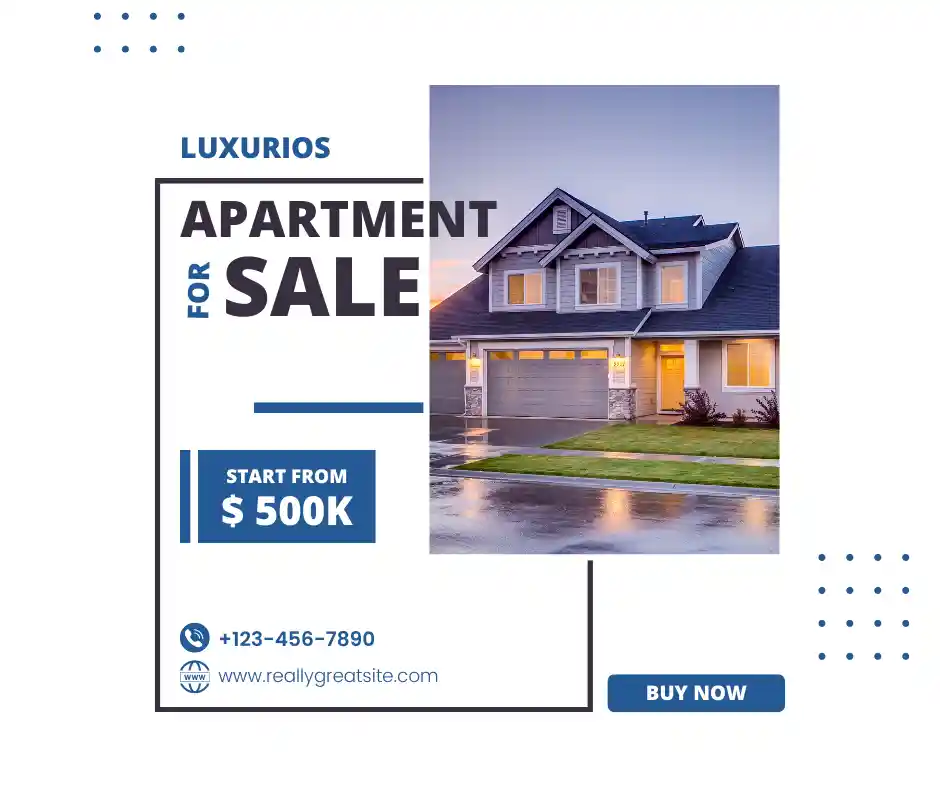 LUXURIOS
APARTMENT
FOR
SALE
START FROM
$ 500K
+123-456-7890
www
www.reallygreatsite.com
BUY NOW